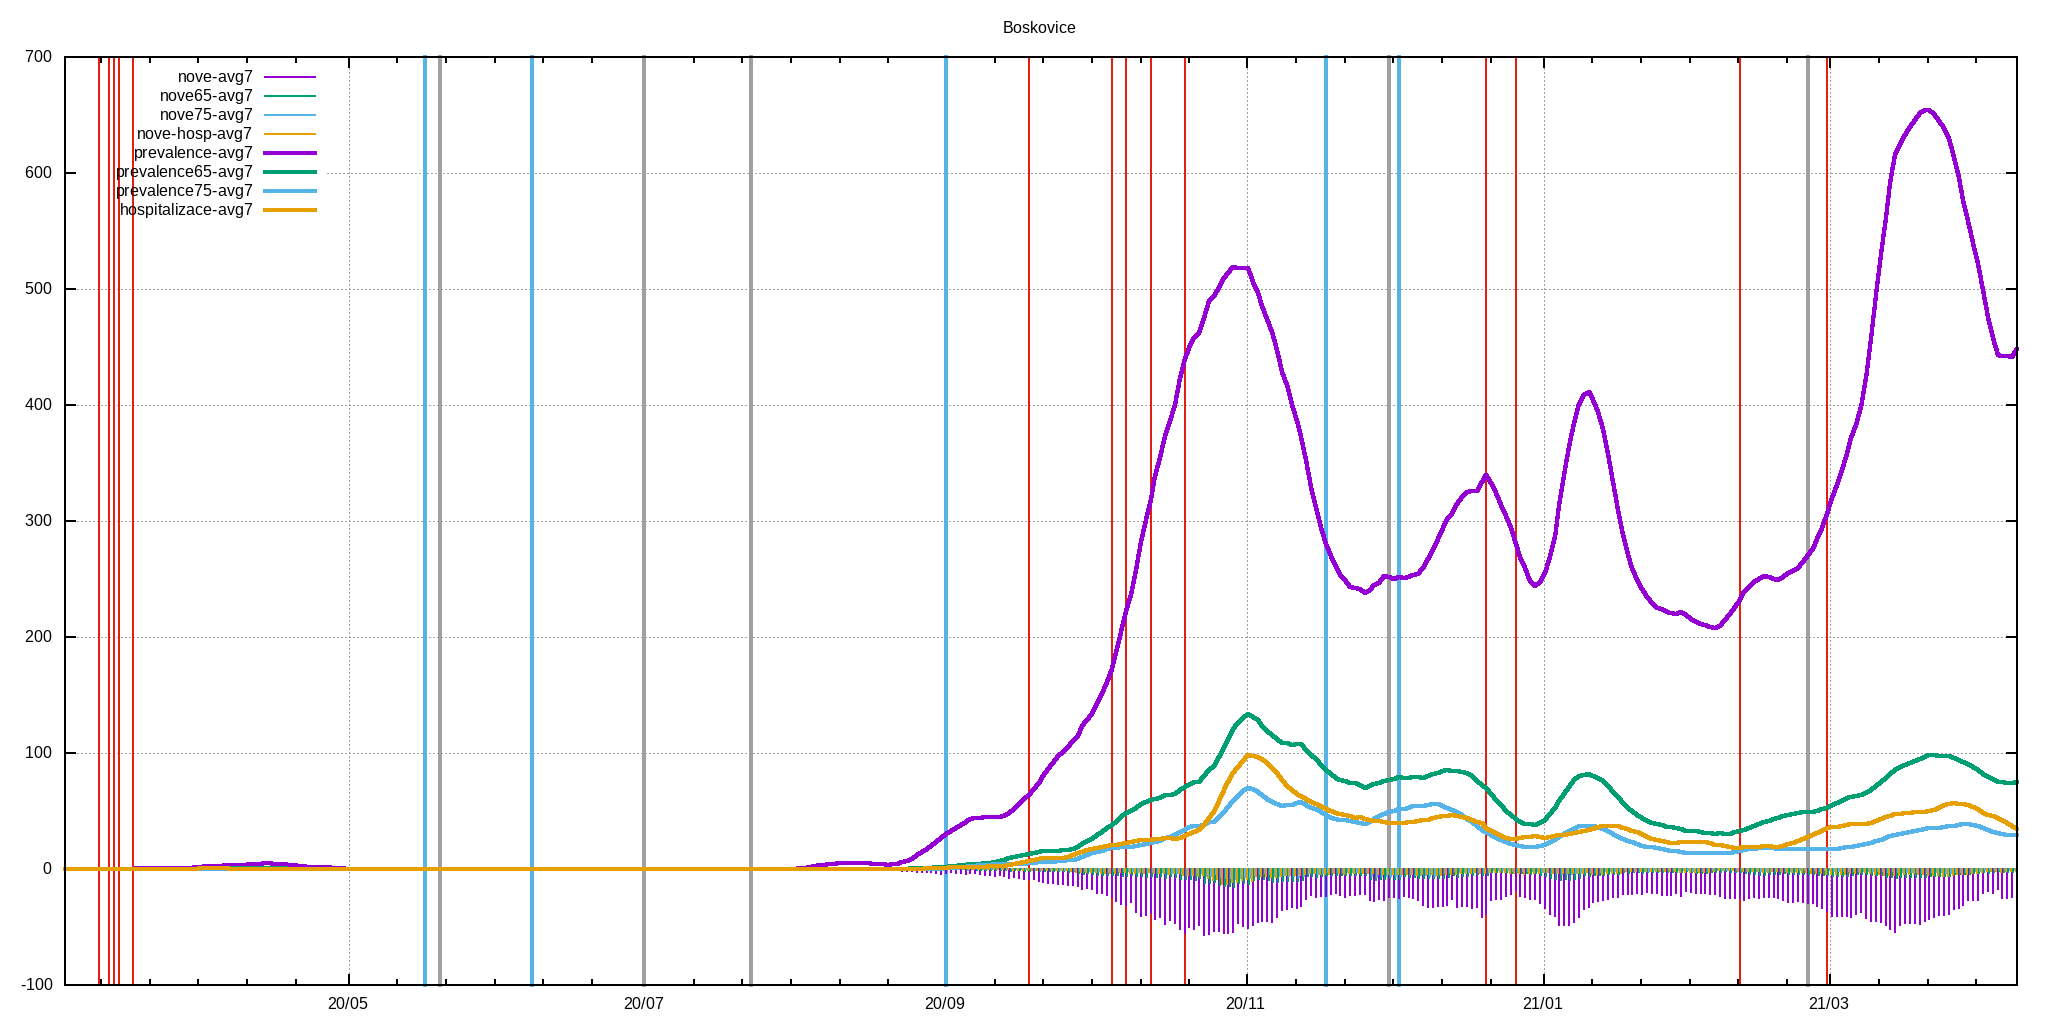 Boskovice
700
600
500
400
300
200
100
0
-100
nove-avg7
nove65-avg7
nove75-avg7
nove-hosp-avg7
prevalence-avg7
prevalence65-avg7
prevalence75-avg7
hospitalizace-avg7
20/05
20/07
20/09
20/11
21/01
21/03